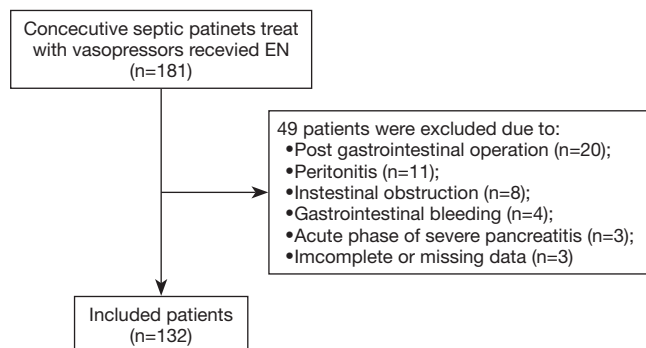 Concecutive septic patinets treat
with vasopressors recevied EN
(n=181)
49 patients were excluded due to:
•Post gastrointestinal operation (n=20);
•Peritonitis (n=11);
•Instestinal obstruction (n=8);
•Gastrointestinal bleeding (n=4);
•Acute phase of severe pancreatitis (n=3);
•Imcomplete or missing data (n=3)
Included patients
(n=132)